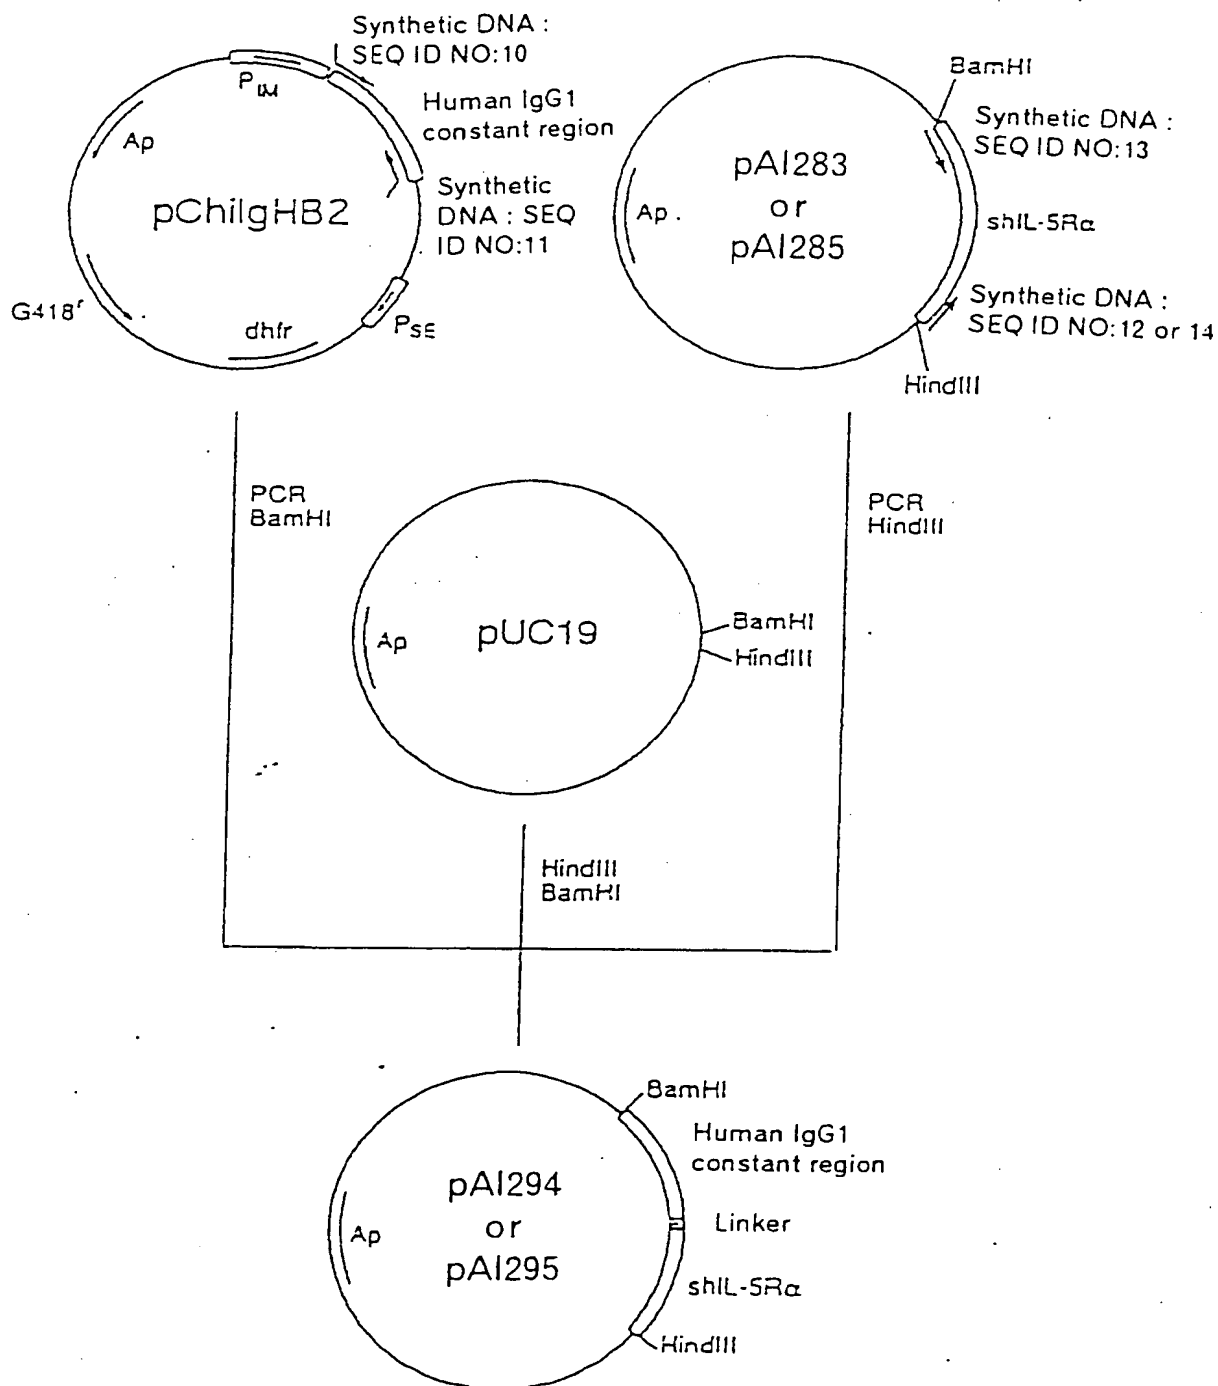 Synthetic DNA :
SEQ ID NO:10
Human IgG1
constant region
Ap
pChiIgHB2
Synthetic
DNA : SEQ
ID NO:11
G418r
dhfr
PSE
BamHI
Synthetic DNA :
SEQ ID NO:13
pAI283
or
pAI285
Ap
shIL-5Rα
Synthetic DNA :
SEQ ID NO:12 or 14
HindIII
PCR
BamHI
PCR
HindIII
pUC19
Ap
BamHI
HindIII
HindIII
BamHI
BamHI
Human IgG1
constant region
pAI294
or
pAI295
Ap
Linker
shIL-5Rα
HindIII